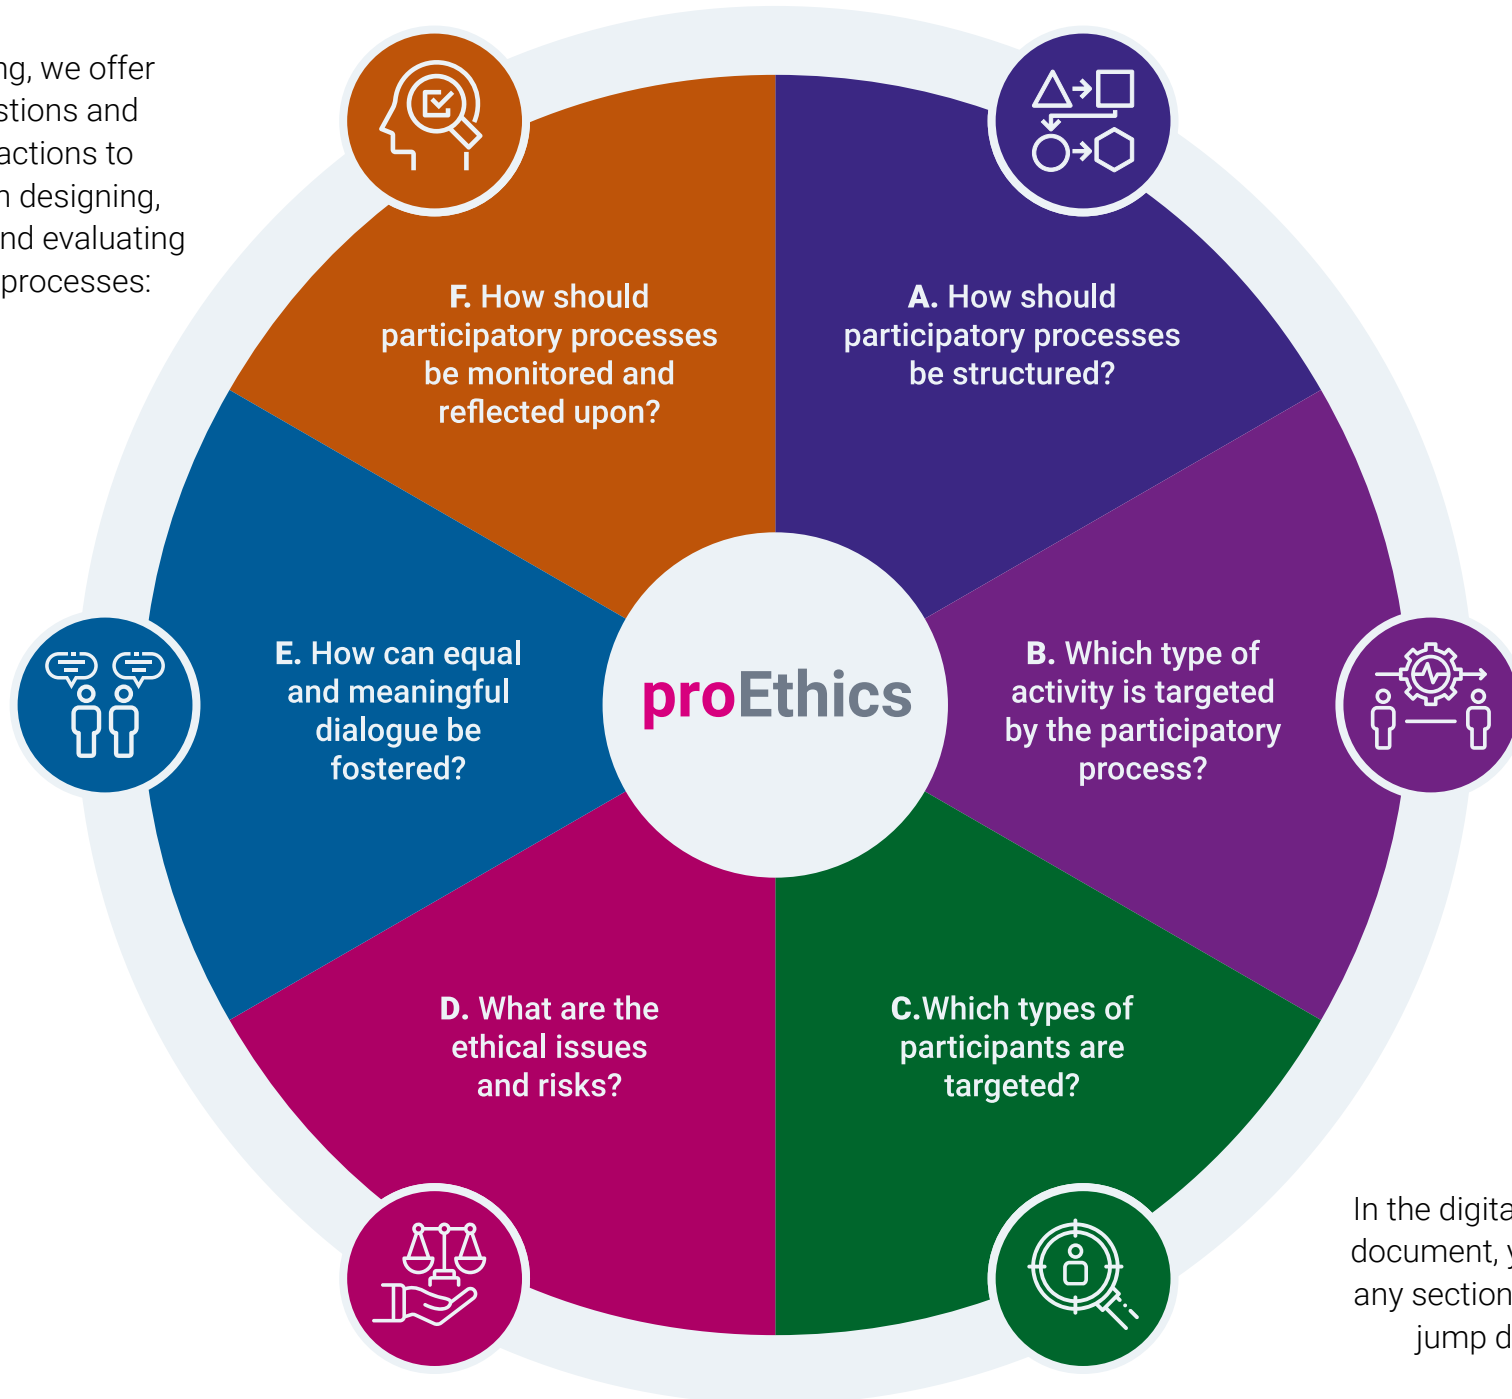 ng, we offer
stions and
actions to
n designing,
nd evaluating
processes:
F. How should
participatory processes
be monitored and
reflected upon?
A. How should
participatory processes
be structured?
E. How can equal
and meaningful
dialogue be
fostered?
proEthics
B. Which type of
activity is targeted
by the participatory
process?
D. What are the
ethical issues
and risks?
C.Which types of
participants are
targeted?
In the digita
document, y
any section
jump d